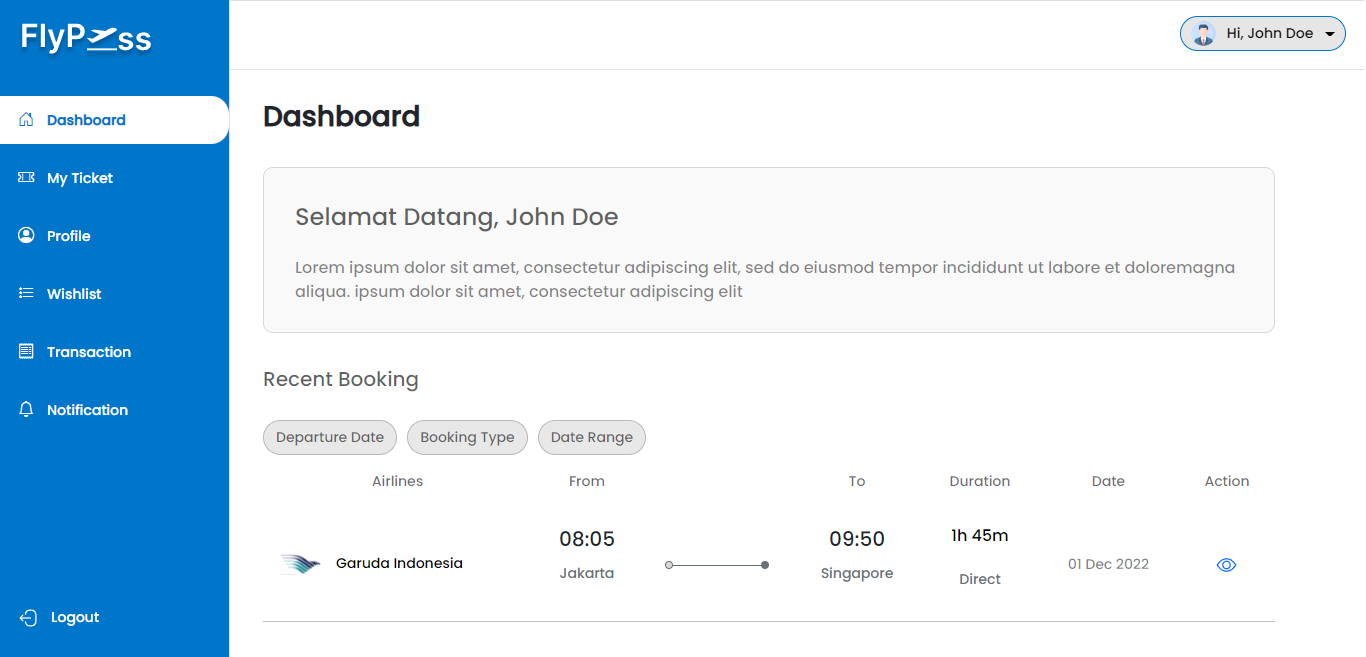 FlyPass
Hi, John Doe
Dashboard
My Ticket
Profile
Wishlist
Transaction
Notification
Logout
Dashboard
Selamat Datang, John Doe
Lorem ipsum dolor sit amet, consectetur adipiscing elit, sed do eiusmod tempor incididunt ut labore et doloremagna
aliqua. ipsum dolor sit amet, consectetur adipiscing elit
Recent Booking
Departure Date Booking Type Date Range
Airlines From To Duration Date Action
Garuda Indonesia 08:05 Jakarta 09:50 Singapore 1h 45m Direct 01 Dec 2022